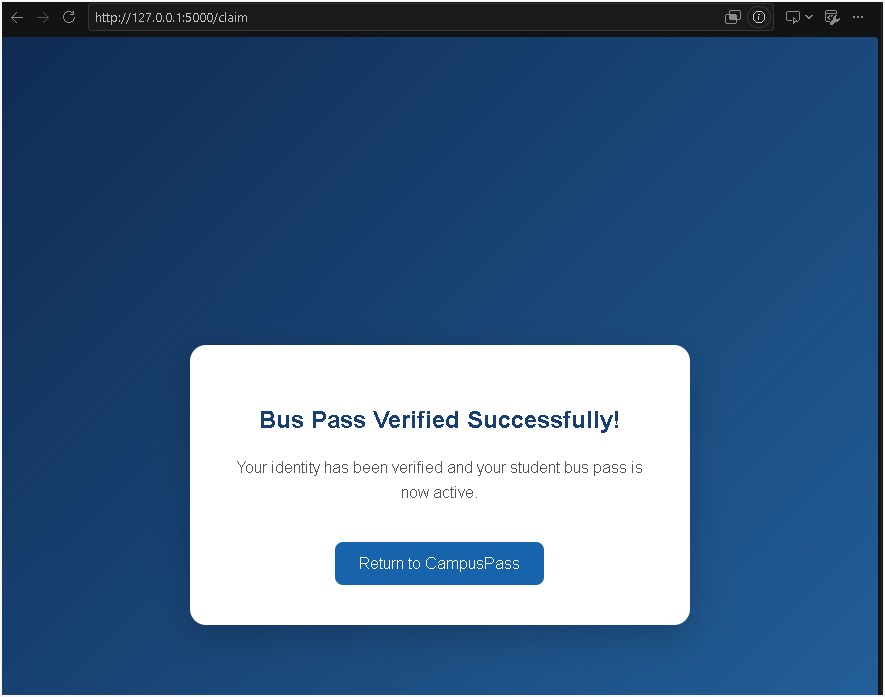 http://127.0.0.1:5000/claim
Bus Pass Verified Successfully!
Your identity has been verified and your student bus pass is
now active.
Return to CampusPass